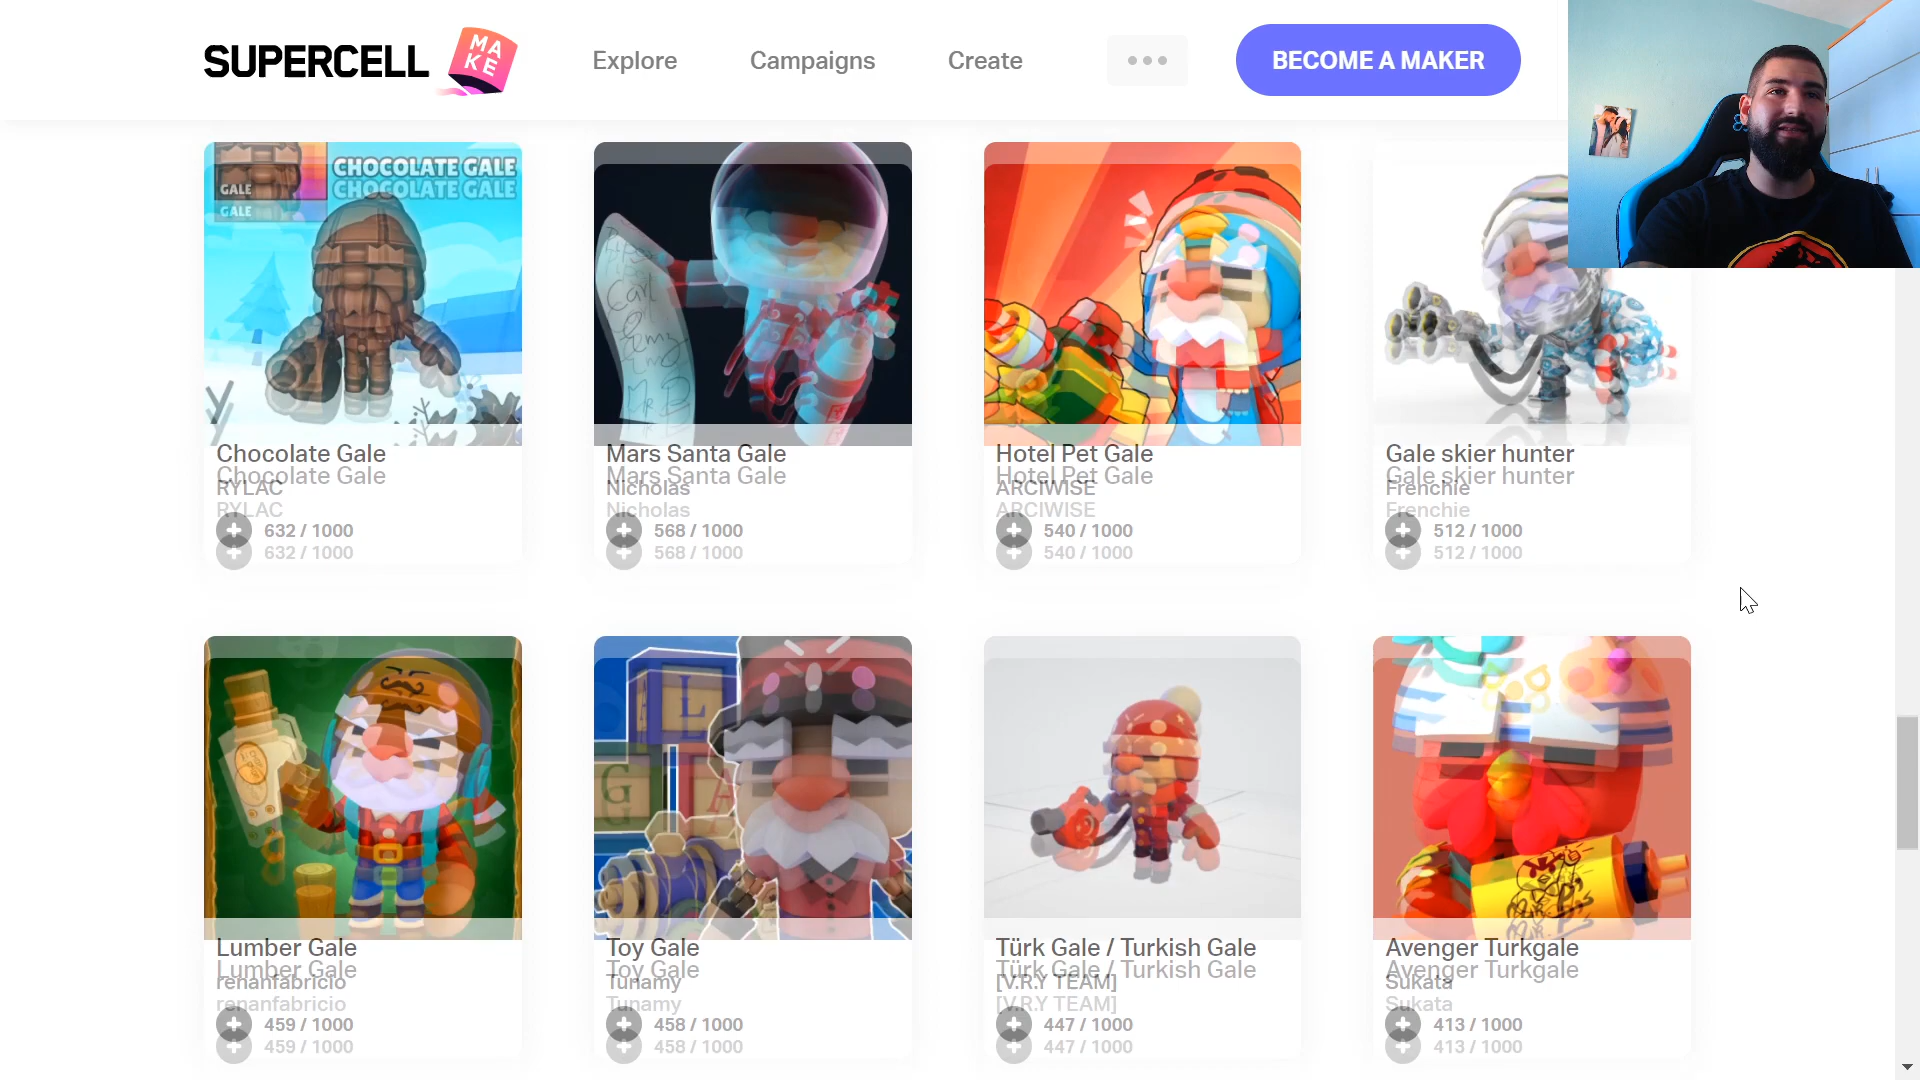 SUPERCELL
MAKE
Explore
Campaigns
Create
BECOME A MAKER
GALE
GALE
CHOCOLATE GALE
CHOCOLATE GALE
Chocolate Gale
Chocolate Gale
RYLAC
RYLAC
632 / 1000
632 / 1000
Carl
Mars Santa Gale
Mars Santa Gale
Nicholas
Nicholas
568 / 1000
568 / 1000
Hotel Pet Gale
Hotel Pet Gale
ARCIWISE
ARCIWISE
540 / 1000
540 / 1000
Gale skier hunter
Gale skier hunter
Frenchie
Frenchie
512 / 1000
512 / 1000
Lumber Gale
Lumber Gale
renanfabricio
renanfabricio
459 / 1000
459 / 1000
L
G
A
Toy Gale
Toy Gale
Tunamy
Tunamy
458 / 1000
458 / 1000
Türk Gale / Turkish Gale
Türk Gale / Turkish Gale
[V.R.Y TEAM]
[V.R.Y TEAM]
447 / 1000
447 / 1000
Avenger Turkgale
Avenger Turkgale
Sukata
Sukata
413 / 1000
413 / 1000